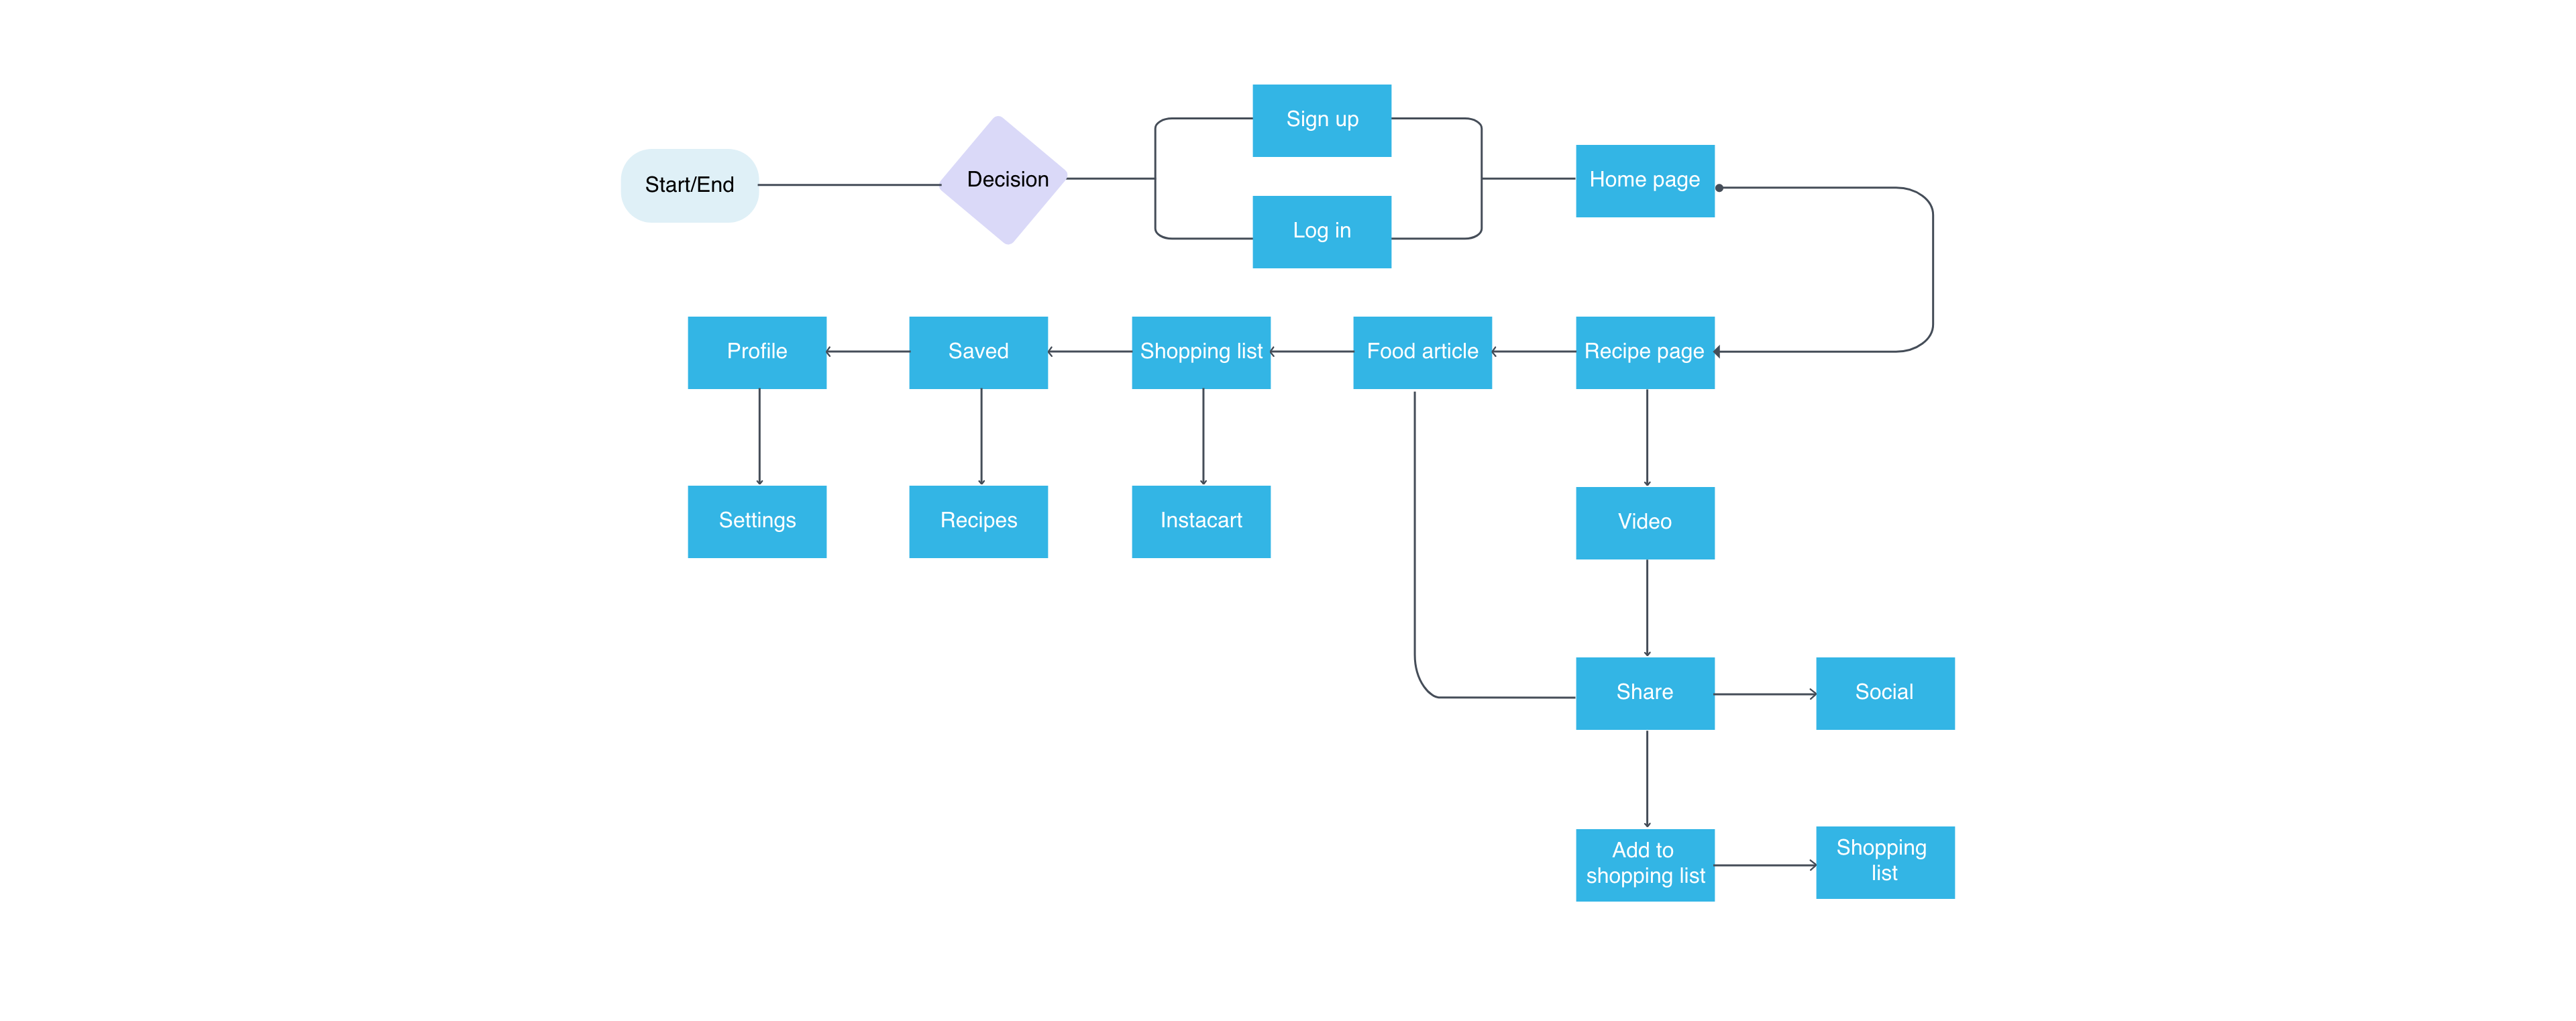 Start/End
Decision
Sign up
Log in
Home page
Profile
Saved
Shopping list
Food article
Recipe page
Settings
Recipes
Instacart
Video
Share
Social
Add to
shopping list
Shopping
list